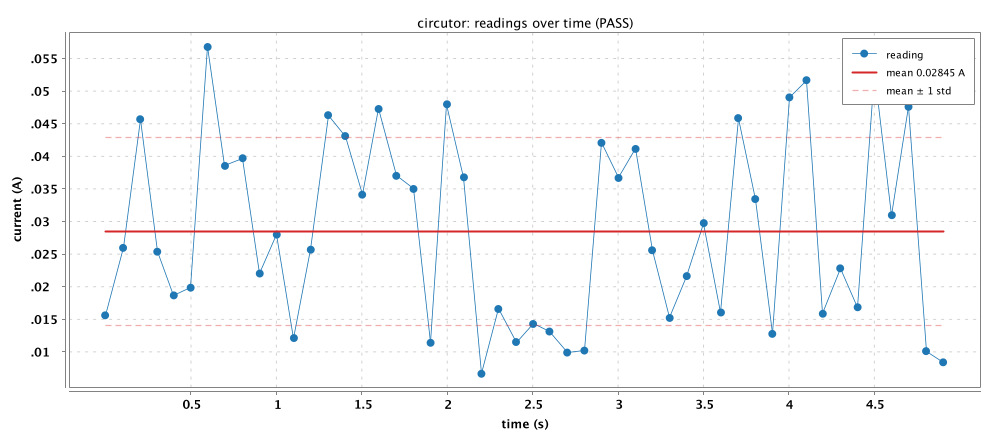 circutor: readings over time (PASS)
reading
mean 0.02845 A
mean ± 1 std
current (A)
.055
.05
.045
.04
.035
.03
.025
.02
.015
.01
0.5 1 1.5 2 2.5 3 3.5 4 4.5
time (s)